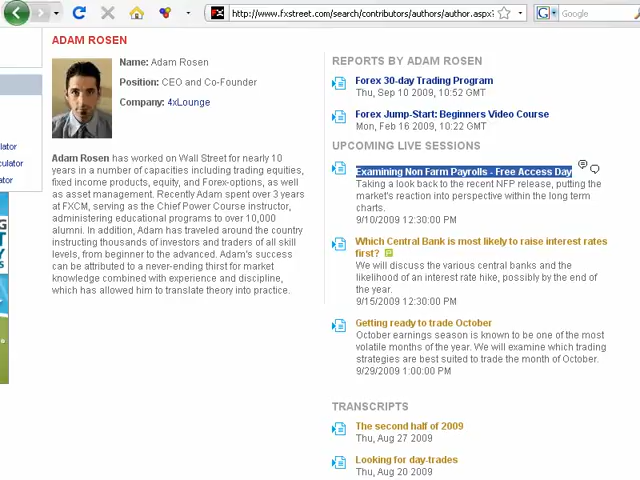 http://www.fxstreet.com/search/contributors/authors/author.aspx?
Google
ADAM ROSEN
Name: Adam Rosen
Position: CEO and Co-Founder
Company: 4xLounge
Adam Rosen has worked on Wall Street for nearly 10
years in a number of capacities including trading equities,
fixed income products, equity, and Forex-options, as well
as asset management. Recently Adam spent over 3 years
at FXCM, serving as the Chief Power Course instructor,
administering educational programs to over 10,000
alumni. In addition, Adam has traveled around the country
instructing thousands of investors and traders of all skill
levels, from beginner to the advanced. Adam's success
can be attributed to a never-ending thirst for market
knowledge combined with experience and discipline,
which has allowed him to translate theory into practice.
REPORTS BY ADAM ROSEN
Forex 30-day Trading Program
Thu, Sep 10 2009, 10:52 GMT
Forex Jump-Start: Beginners Video Course
Mon, Feb 16 2009, 10:22 GMT
UPCOMING LIVE SESSIONS
Examining Non Farm Payrolls - Free Access Day
Taking a look back to the recent NFP release, putting the
market's reaction into perspective within the long term
charts.
9/10/2009 12:30:00 PM
Which Central Bank is most likely to raise interest rates
first?
We will discuss the various central banks and the
likelihood of an interest rate hike, possibly by the end of
the year.
9/15/2009 12:30:00 PM
Getting ready to trade October
October earnings season is known to be one of the most
volatile months of the year. We will examine which trading
strategies are best suited to trade the month of October.
9/29/2009 1:00:00 PM
TRANSCRIPTS
The second half of 2009
Thu, Aug 27 2009
Looking for day-trades
Thu, Aug 20 2009